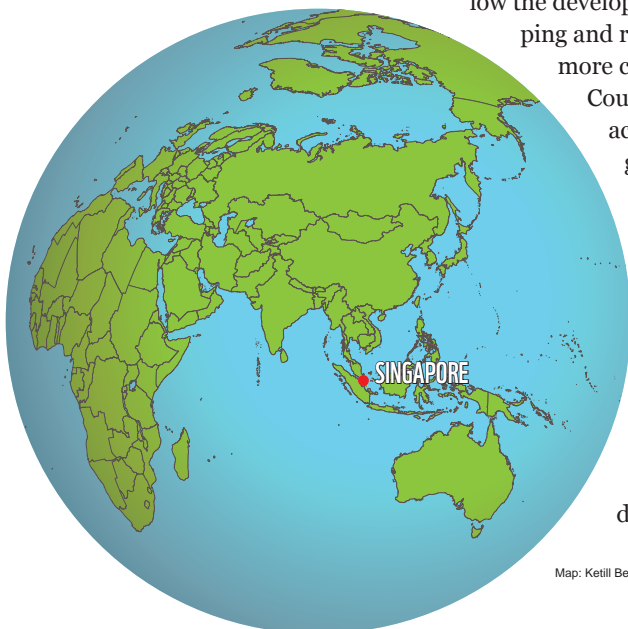 low the develop
ping and r
more c
Cou
ac
g
SINGAPORE
d
Map: Ketill Be